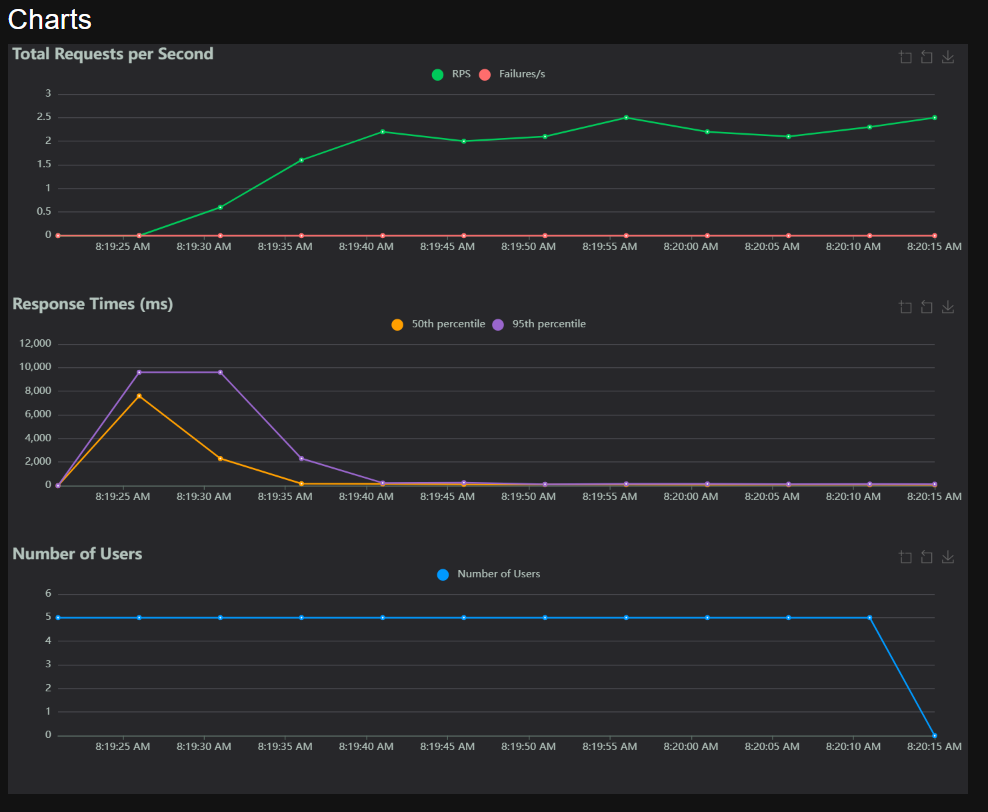 Charts
Total Requests per Second
RPS Failures/s
3
2.5
2
1.5
1
0.5
0
8:19:25 AM 8:19:30 AM 8:19:35 AM 8:19:40 AM 8:19:45 AM 8:19:50 AM 8:19:55 AM 8:20:00 AM 8:20:05 AM 8:20:10 AM 8:20:15 AM
Response Times (ms)
50th percentile 95th percentile
12,000
10,000
8,000
6,000
4,000
2,000
0
8:19:25 AM 8:19:30 AM 8:19:35 AM 8:19:40 AM 8:19:45 AM 8:19:50 AM 8:19:55 AM 8:20:00 AM 8:20:05 AM 8:20:10 AM 8:20:15 AM
Number of Users
Number of Users
6
5
4
3
2
1
0
8:19:25 AM 8:19:30 AM 8:19:35 AM 8:19:40 AM 8:19:45 AM 8:19:50 AM 8:19:55 AM 8:20:00 AM 8:20:05 AM 8:20:10 AM 8:20:15 AM